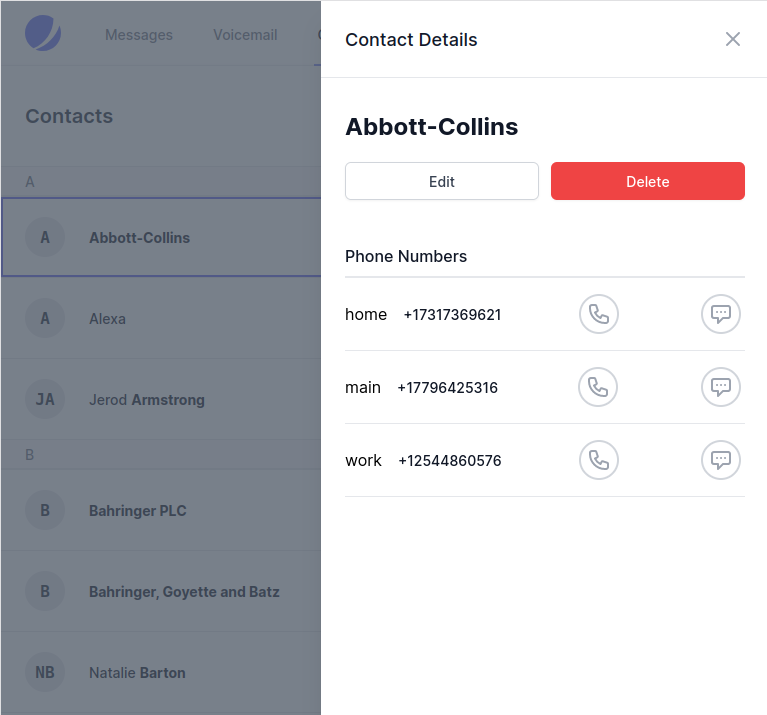 Messages Voicemail
Contact Details
Contacts
Abbott-Collins
Edit Delete
A
A Abbott-Collins
Phone Numbers
home +17317369621
A Alexa
main +17796425316
JA Jerod Armstrong
work +12544860576
B
B Bahringer PLC
B Bahringer, Goyette and Batz
NB Natalie Barton